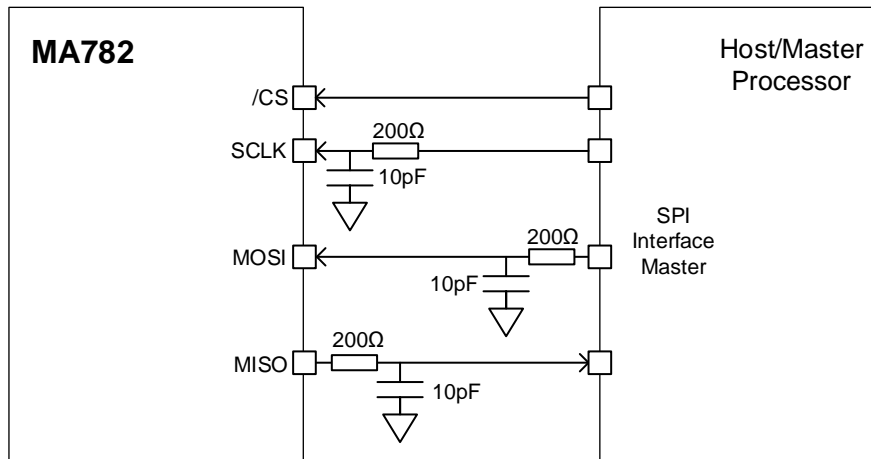 MA782
Host/Master
Processor
/CS
200Ω
SCLK
10pF
SPI
Interface
Master
200Ω
MOSI
10pF
200Ω
MISO
10pF